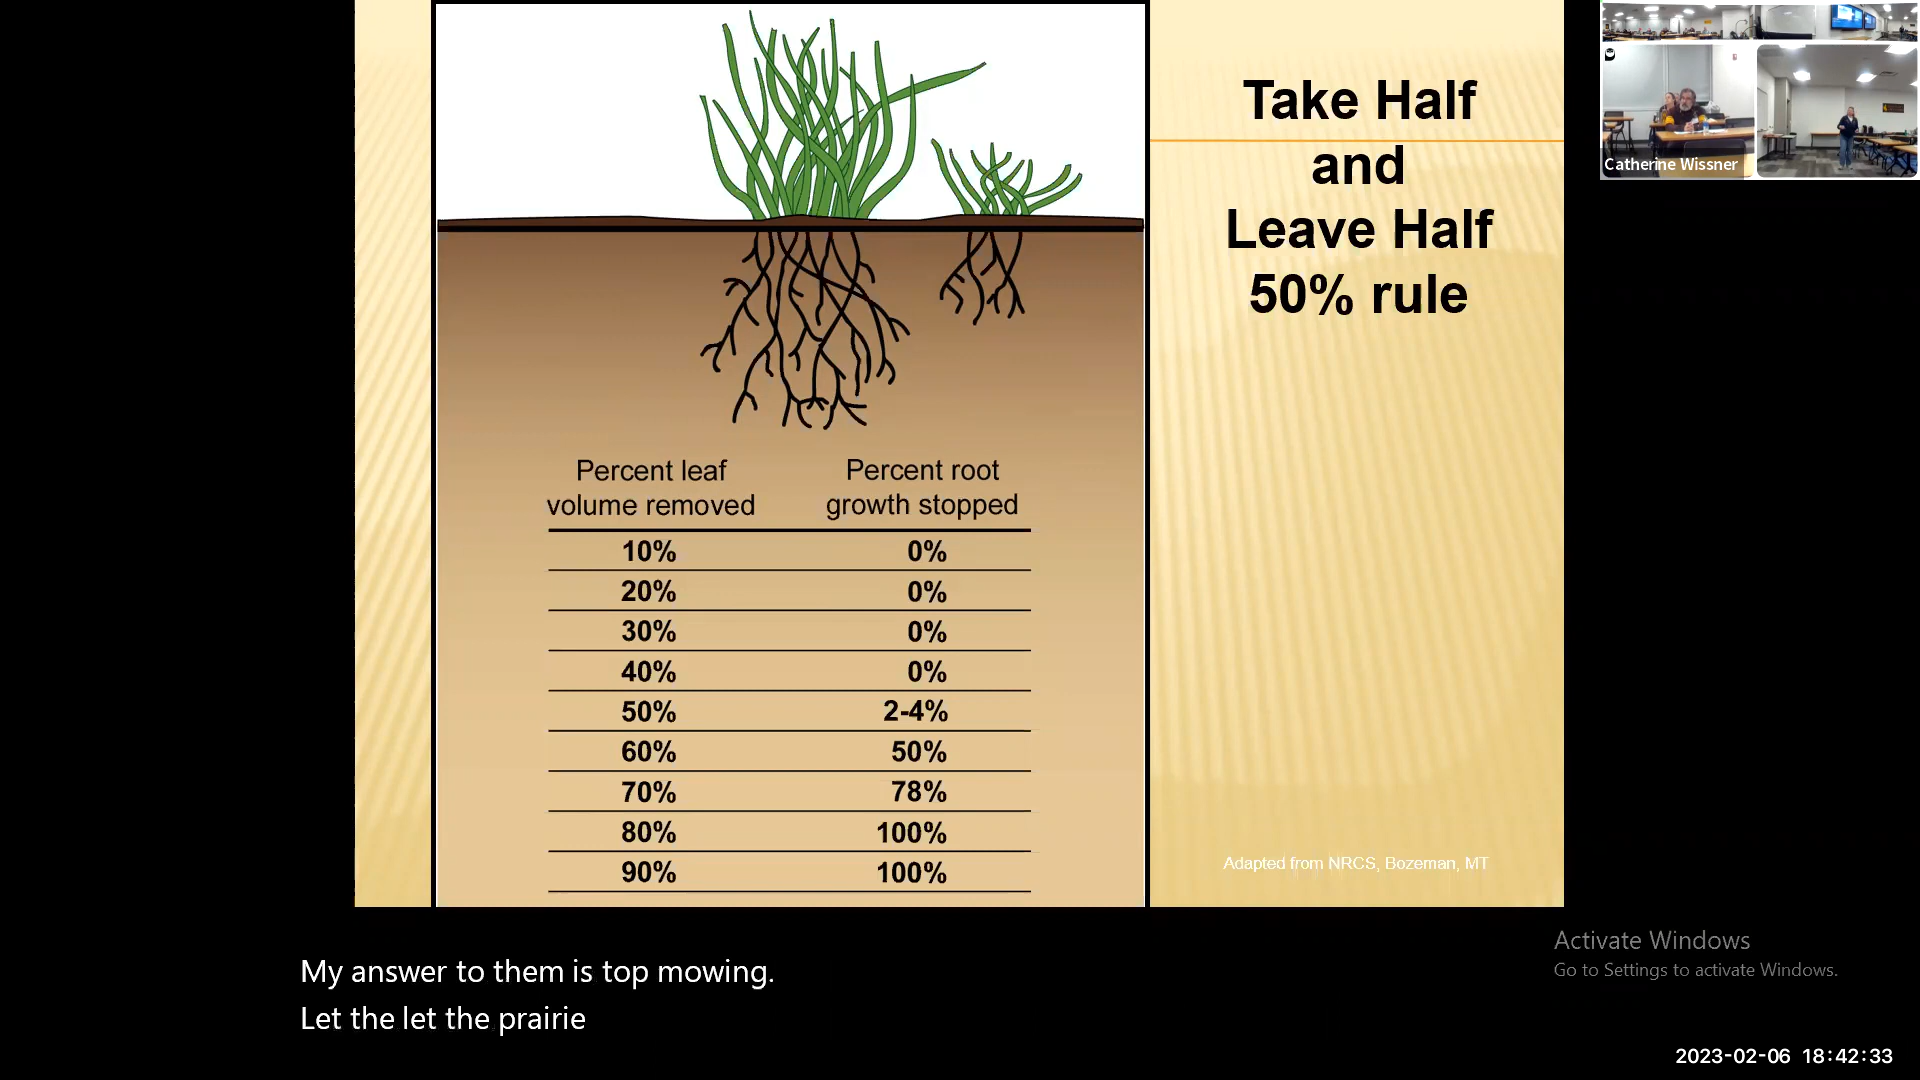 Take Half
and
Leave Half
50% rule
Percent leaf
volume removed
Percent root
growth stopped
10% 0%
20% 0%
30% 0%
40% 0%
50% 2-4%
60% 50%
70% 78%
80% 100%
90% 100%
Adapted from NRCS, Bozeman, MT
Catherine Wissner
My answer to them is top mowing.
Let the let the prairie
Activate Windows
Go to Settings to activate Windows.
2023-02-06 18:42:33